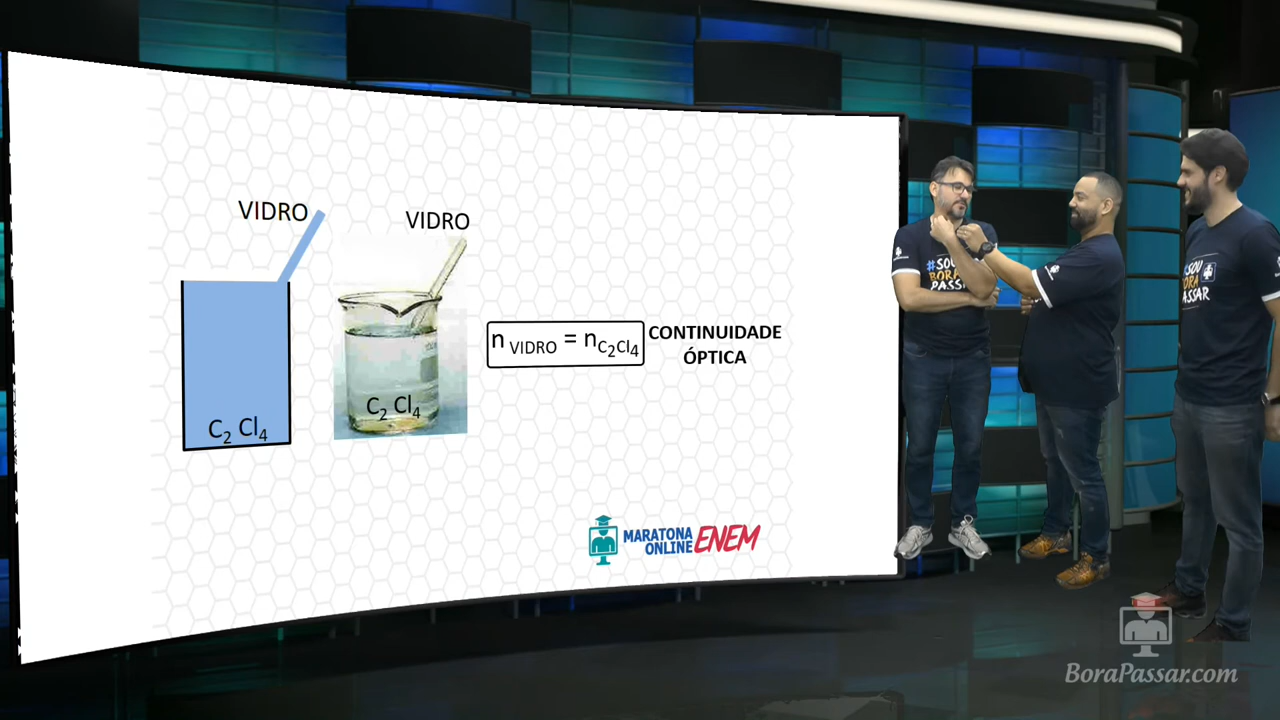 VIDRO
VIDRO
C₂ Cl₄
C₂ Cl₄
n VIDRO = n C₂Cl₄
CONTINUIDADE
ÓPTICA
MARATONA
ONLINE
ENEM
#SOU
BORA
PASSAR
#SOU
BORA
PASSAR
BoraPassar.com